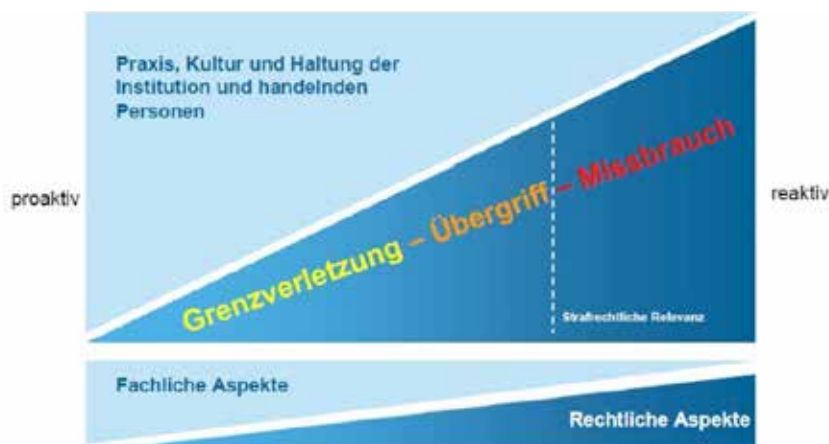 Praxis, Kultur und Haltung der
Institution und handelnden
Personen
proaktiv
reaktiv
Grenzverletzung – Übergriff – Missbrauch
Strafrechtliche Relevanz
Fachliche Aspekte
Rechtliche Aspekte